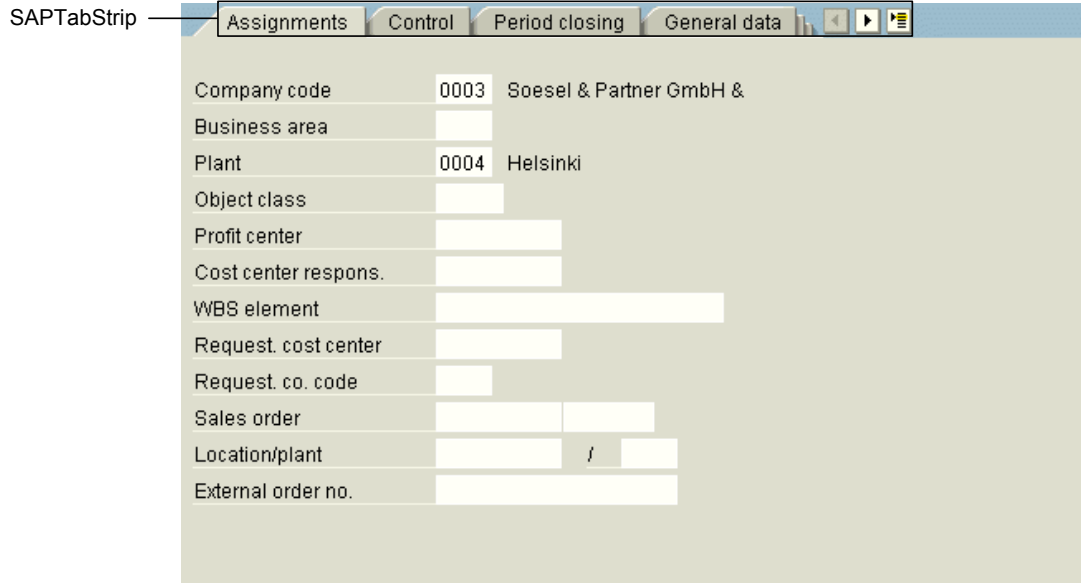 SAPTabStrip Assignments Control Period closing General data
Company code 0003 Soesel & Partner GmbH &
Business area
Plant 0004 Helsinki
Object class
Profit center
Cost center respons.
WBS element
Request. cost center
Request. co. code
Sales order
Location/plant /
External order no.